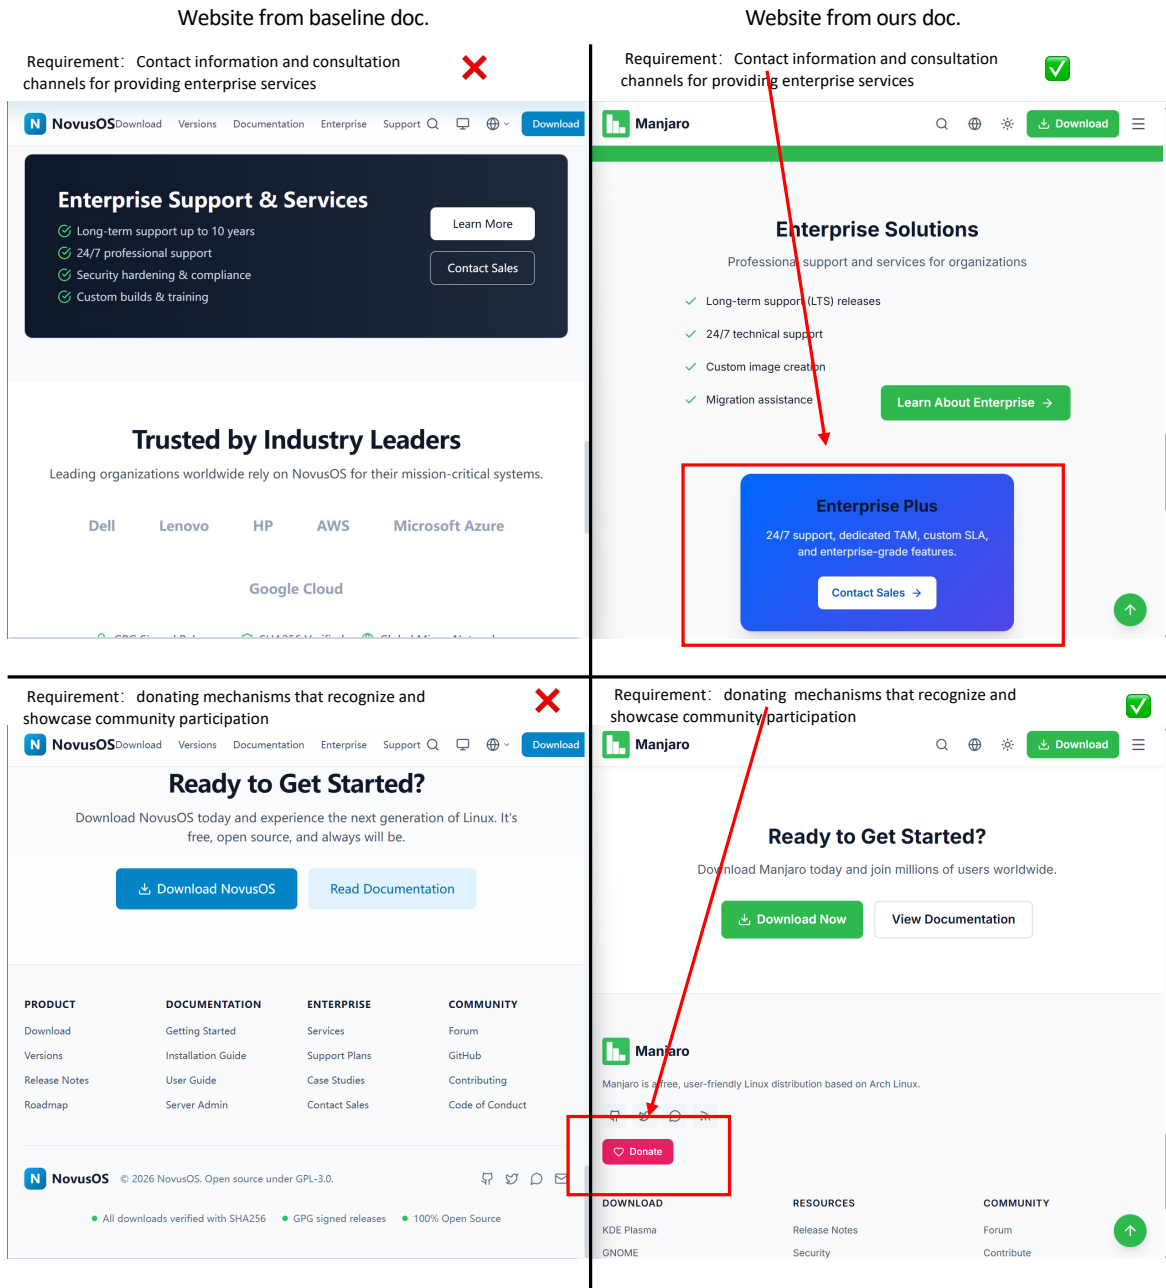 Website from baseline doc.
Website from ours doc.
Requirement: Contact information and consultation
channels for providing enterprise services
N NovusOS Download Versions Documentation Enterprise Support Download
Enterprise Support & Services
Long-term support up to 10 years
24/7 professional support
Security hardening & compliance
Custom builds & training
Learn More
Contact Sales
Trusted by Industry Leaders
Leading organizations worldwide rely on NovusOS for their mission-critical systems.
Dell Lenovo HP AWS Microsoft Azure
Google Cloud
Requirement: Contact information and consultation
channels for providing enterprise services
Manjaro Download
Enterprise Solutions
Professional support and services for organizations
Long-term support (LTS) releases
24/7 technical support
Custom image creation
Migration assistance
Learn About Enterprise →
Enterprise Plus
24/7 support, dedicated TAM, custom SLA,
and enterprise-grade features.
Contact Sales →
Requirement: donating mechanisms that recognize and
showcase community participation
N NovusOS Download Versions Documentation Enterprise Support Download
Ready to Get Started?
Download NovusOS today and experience the next generation of Linux. It's
free, open source, and always will be.
Download NovusOS Read Documentation
PRODUCT DOCUMENTATION ENTERPRISE COMMUNITY
Download Getting Started Services Forum
Versions Installation Guide Support Plans GitHub
Release Notes User Guide Case Studies Contributing
Roadmap Server Admin Contact Sales Code of Conduct
N NovusOS © 2026 NovusOS. Open source under GPL-3.0.
All downloads verified with SHA256 GPG signed releases 100% Open Source
Requirement: donating mechanisms that recognize and
showcase community participation
Manjaro Download
Ready to Get Started?
Download Manjaro today and join millions of users worldwide.
Download Now View Documentation
Manjaro
Manjaro is a free, user-friendly Linux distribution based on Arch Linux.
Donate
DOWNLOAD RESOURCES COMMUNITY
KDE Plasma Release Notes Forum
GNOME Security Contribute